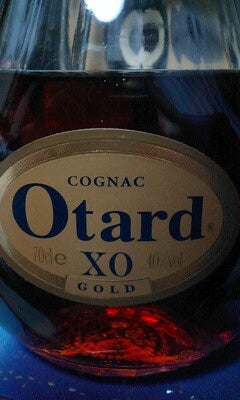 COGNAC
Otard®
70cl e XO 40%vol
GOLD